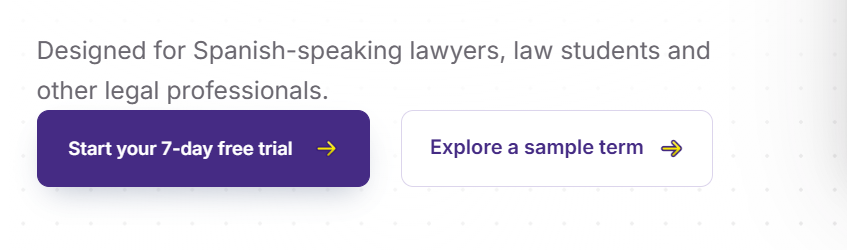 Designed for Spanish-speaking lawyers, law students and
other legal professionals.
Start your 7-day free trial →
Explore a sample term →